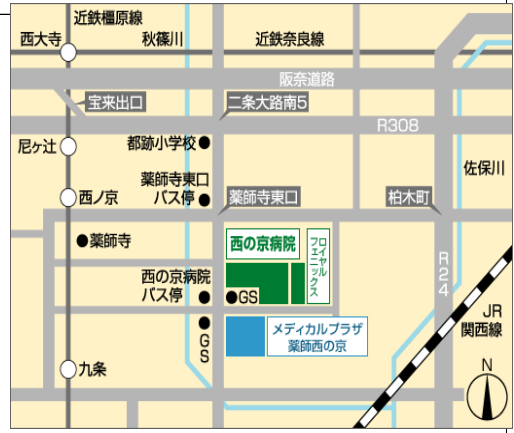 近鉄橿原線
西大寺
秋篠川
近鉄奈良線
阪奈道路
宝来出口
二条大路南5
R308
尼ヶ辻
都跡小学校
佐保川
薬師寺東口
バス停
西ノ京
薬師寺東口
柏木町
薬師寺
西の京病院
ロイヤル
フェニックス
R24
西の京病院
バス停
GS
GS
メディカルプラザ
薬師西の京
JR
関西線
九条
N